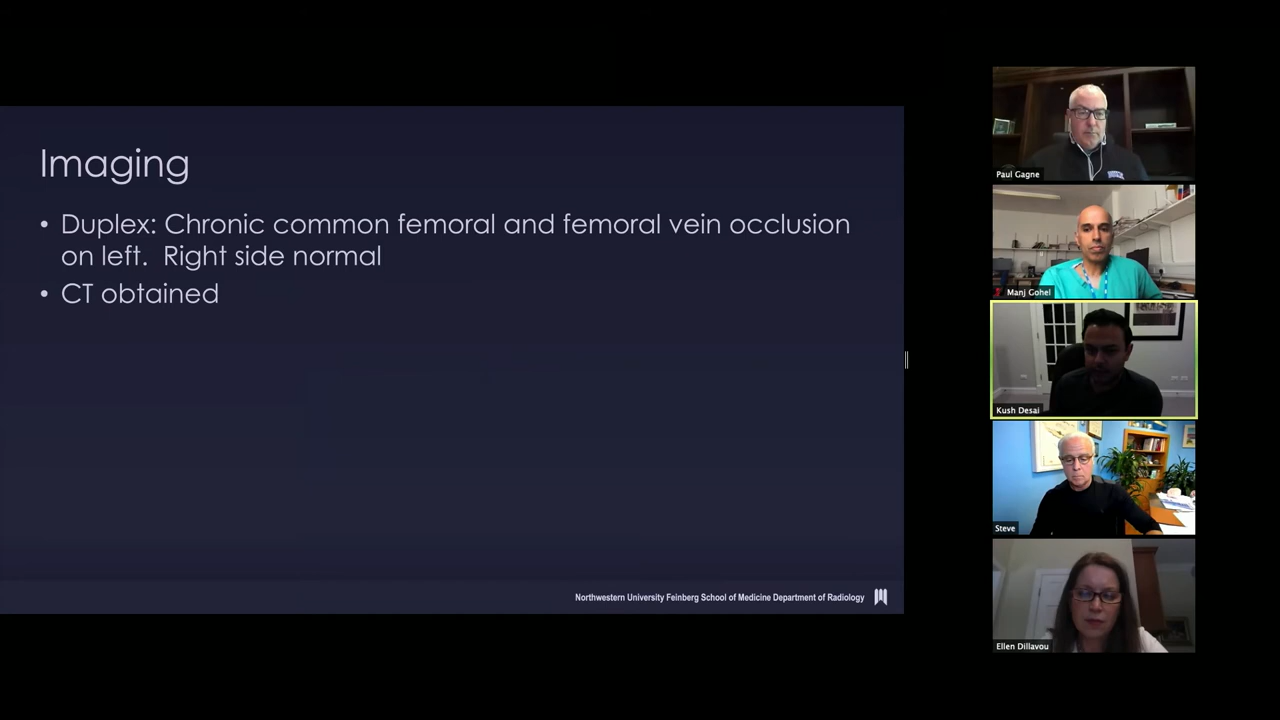 Imaging
• Duplex: Chronic common femoral and femoral vein occlusion
on left. Right side normal
• CT obtained
Northwestern University Feinberg School of Medicine Department of Radiology
Paul Gagne
Manj Gohel
Kush Desai
Steve
Ellen Dillavou